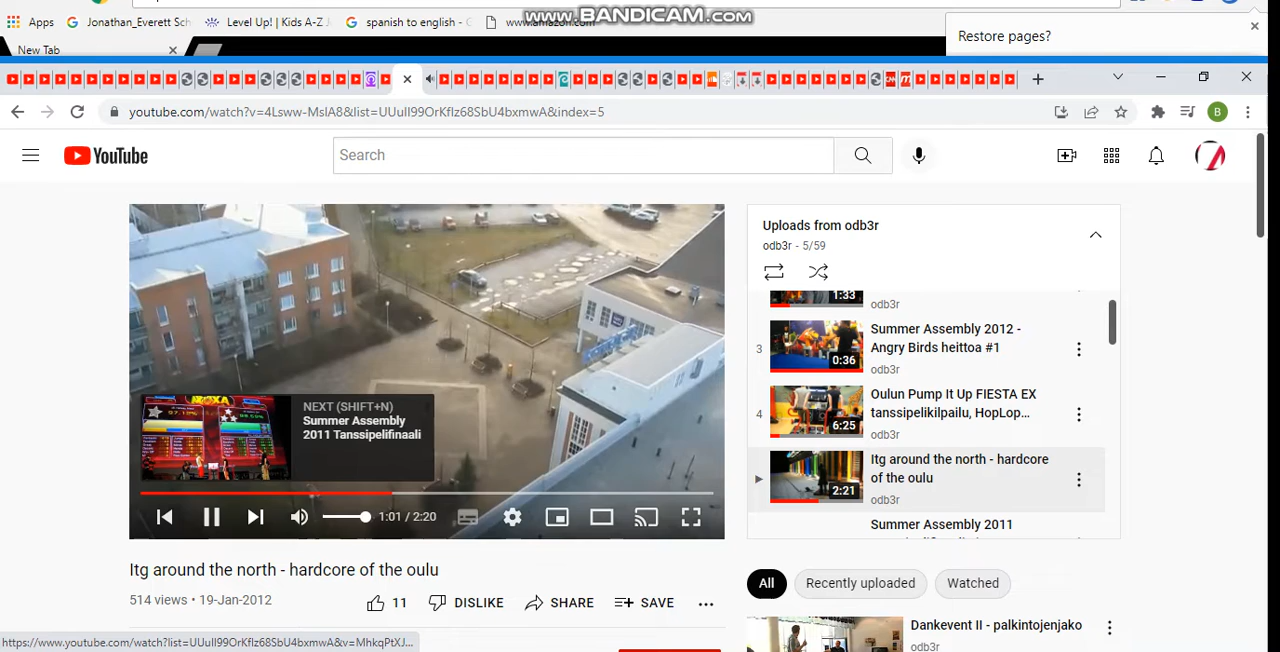 www.BANDICAM.com
Apps
Jonathan_Everett Sch
Level Up! | Kids A-Z
spanish to english -
www.amazon.
Restore pages?
New Tab
youtube.com/watch?v=4Lsww-MslA8&list=UUuIl99OrKfIz68SbU4bxmwA&index=5
B
YouTube
Search
Uploads from odb3r
odb3r - 5/59
1:33
odb3r
3
Summer Assembly 2012 -
Angry Birds heittoa #1
0:36
odb3r
4
Oulun Pump It Up FIESTA EX
tanssipelikilpailu, HopLop...
6:25
odb3r
Itg around the north - hardcore
of the oulu
2:21
odb3r
Summer Assembly 2011
NEXT (SHIFT+N)
Summer Assembly
2011 Tanssipelifinaali
1:01 / 2:20
Itg around the north - hardcore of the oulu
514 views • 19-Jan-2012
11
DISLIKE
SHARE
SAVE
All
Recently uploaded
Watched
Dankevent II - palkintojenjako
odb3r
https://www.youtube.com/watch?list=UUuIl99OrKfIz68SbU4bxmwA&v=MhkqPtXJ...